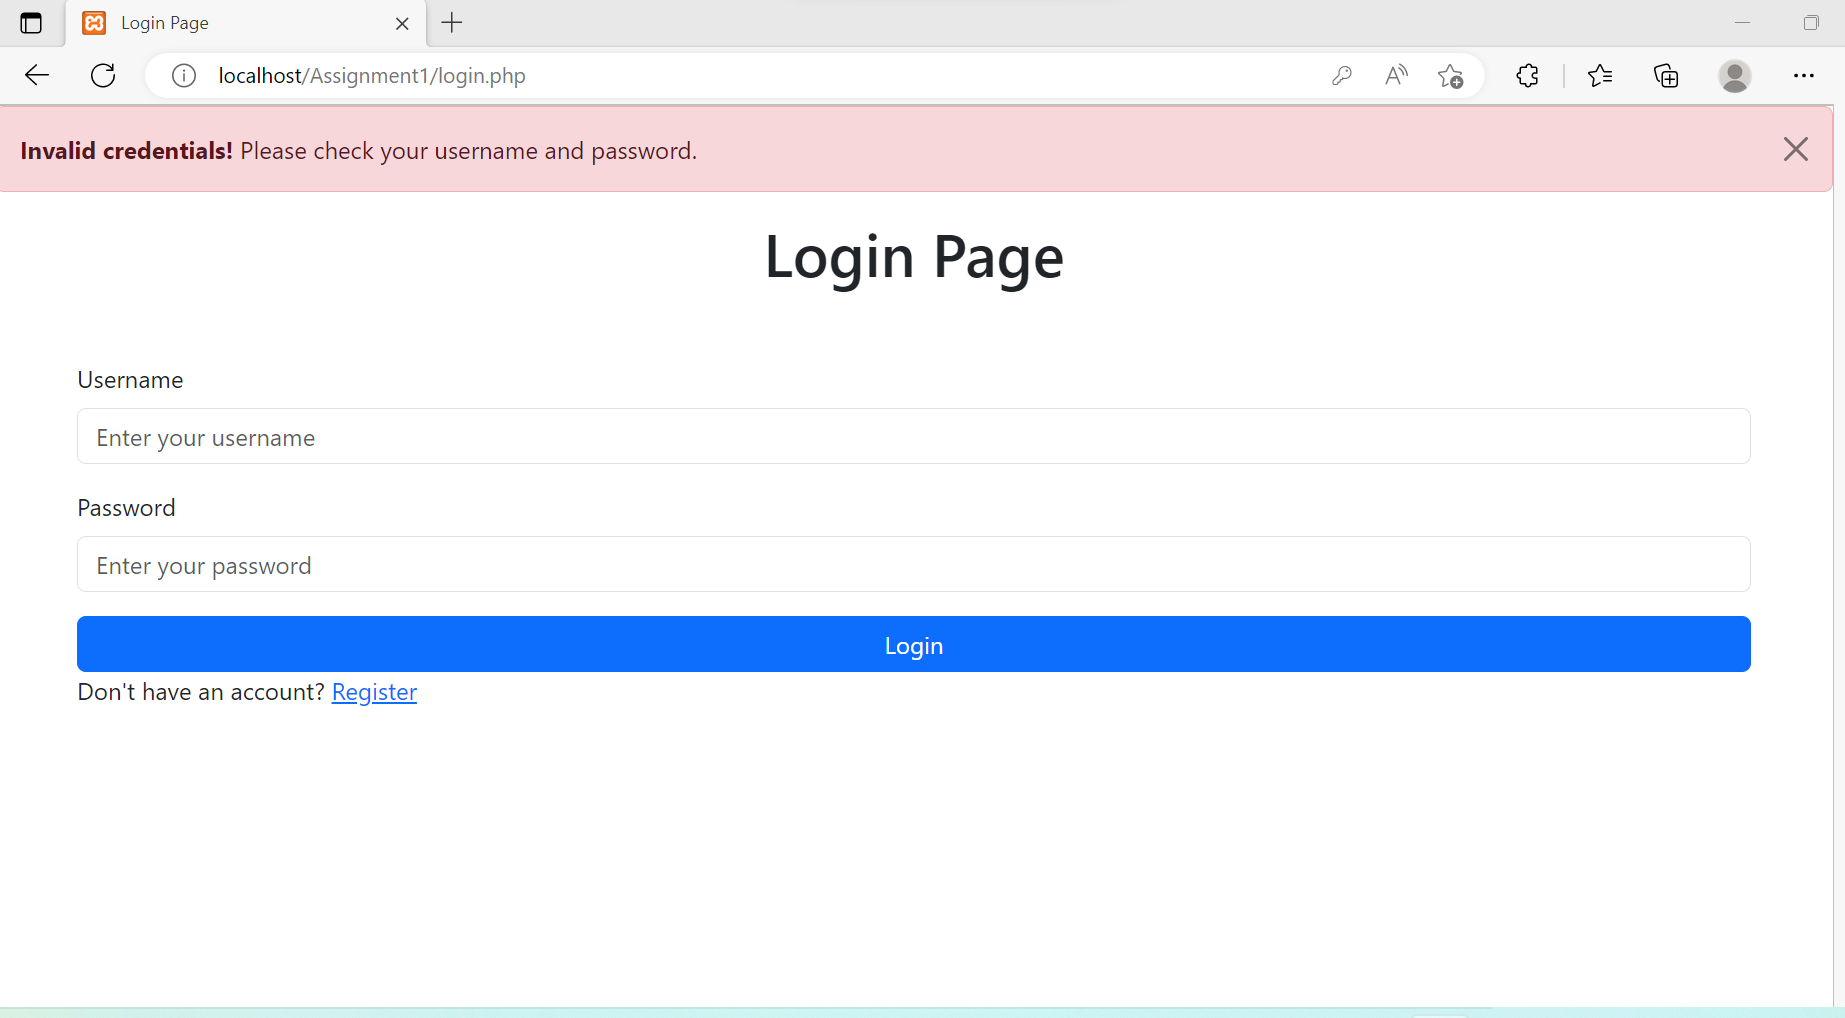 Login Page
localhost/Assignment1/login.php
Invalid credentials! Please check your username and password.
Login Page
Username
Enter your username
Password
Enter your password
Login
Don't have an account? Register